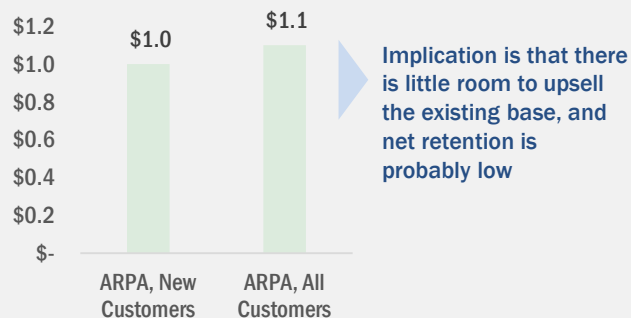 $1.2
$1.0
$0.8
$0.6
$0.4
$0.2
$-
$1.0
$1.1
ARPA, New
Customers
ARPA, All
Customers
Implication is that there
is little room to upsell
the existing base, and
net retention is
probably low